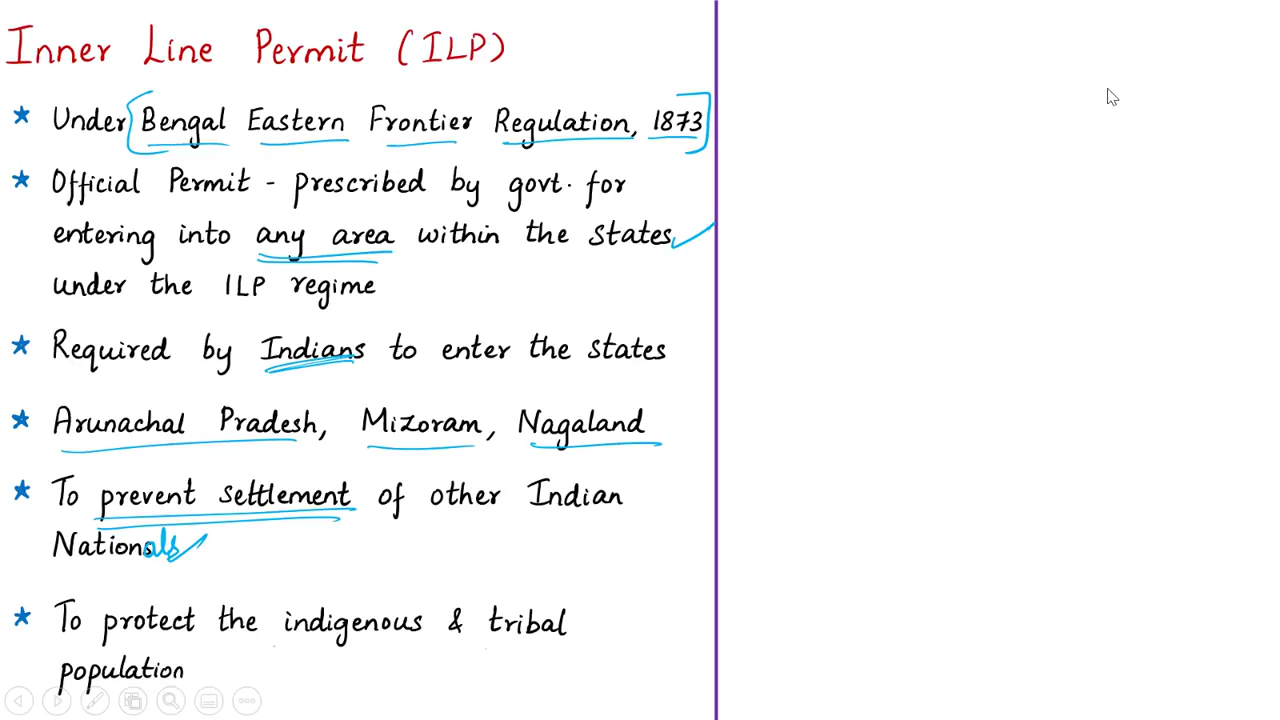 Inner Line Permit (ILP)
★ Under [Bengal Eastern Frontier Regulation, 1873]
★ Official Permit - prescribed by govt. for
entering into any area within the states
under the ILP regime
★ Required by Indians to enter the states
★ Arunachal Pradesh, Mizoram, Nagaland
★ To prevent settlement of other Indian
Nationals
★ To protect the indigenous & tribal
population